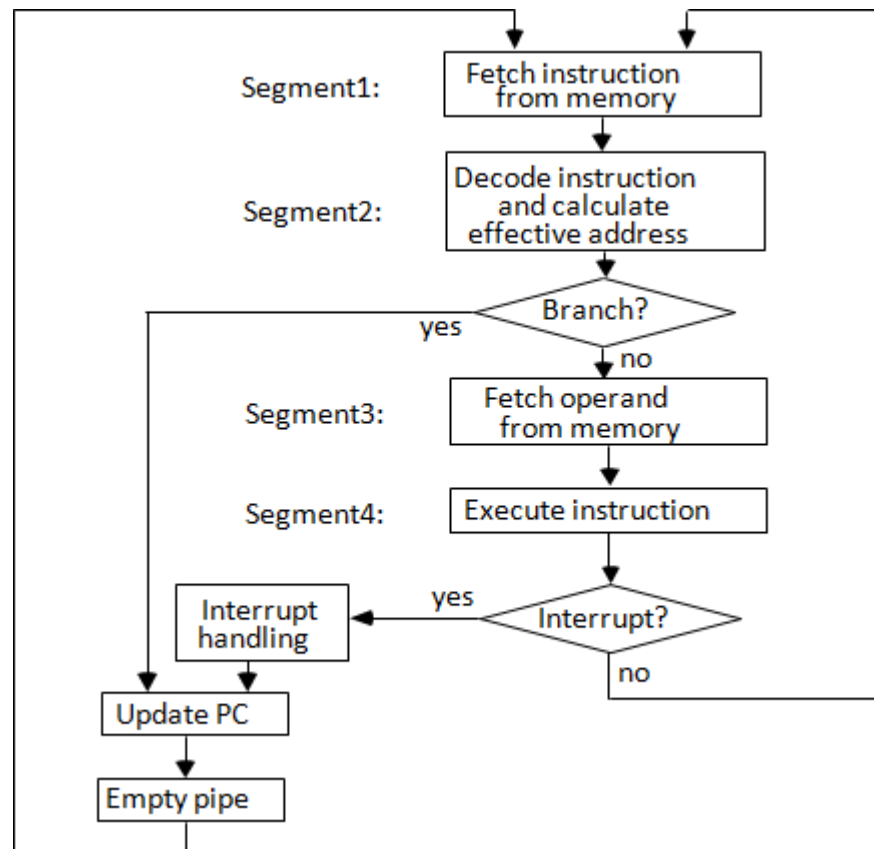 Segment1:
Fetch instruction
from memory
Segment2:
Decode instruction
and calculate
effective address
Branch?
yes
no
Segment3:
Fetch operand
from memory
Segment4:
Execute instruction
Interrupt?
yes
no
Interrupt
handling
Update PC
Empty pipe